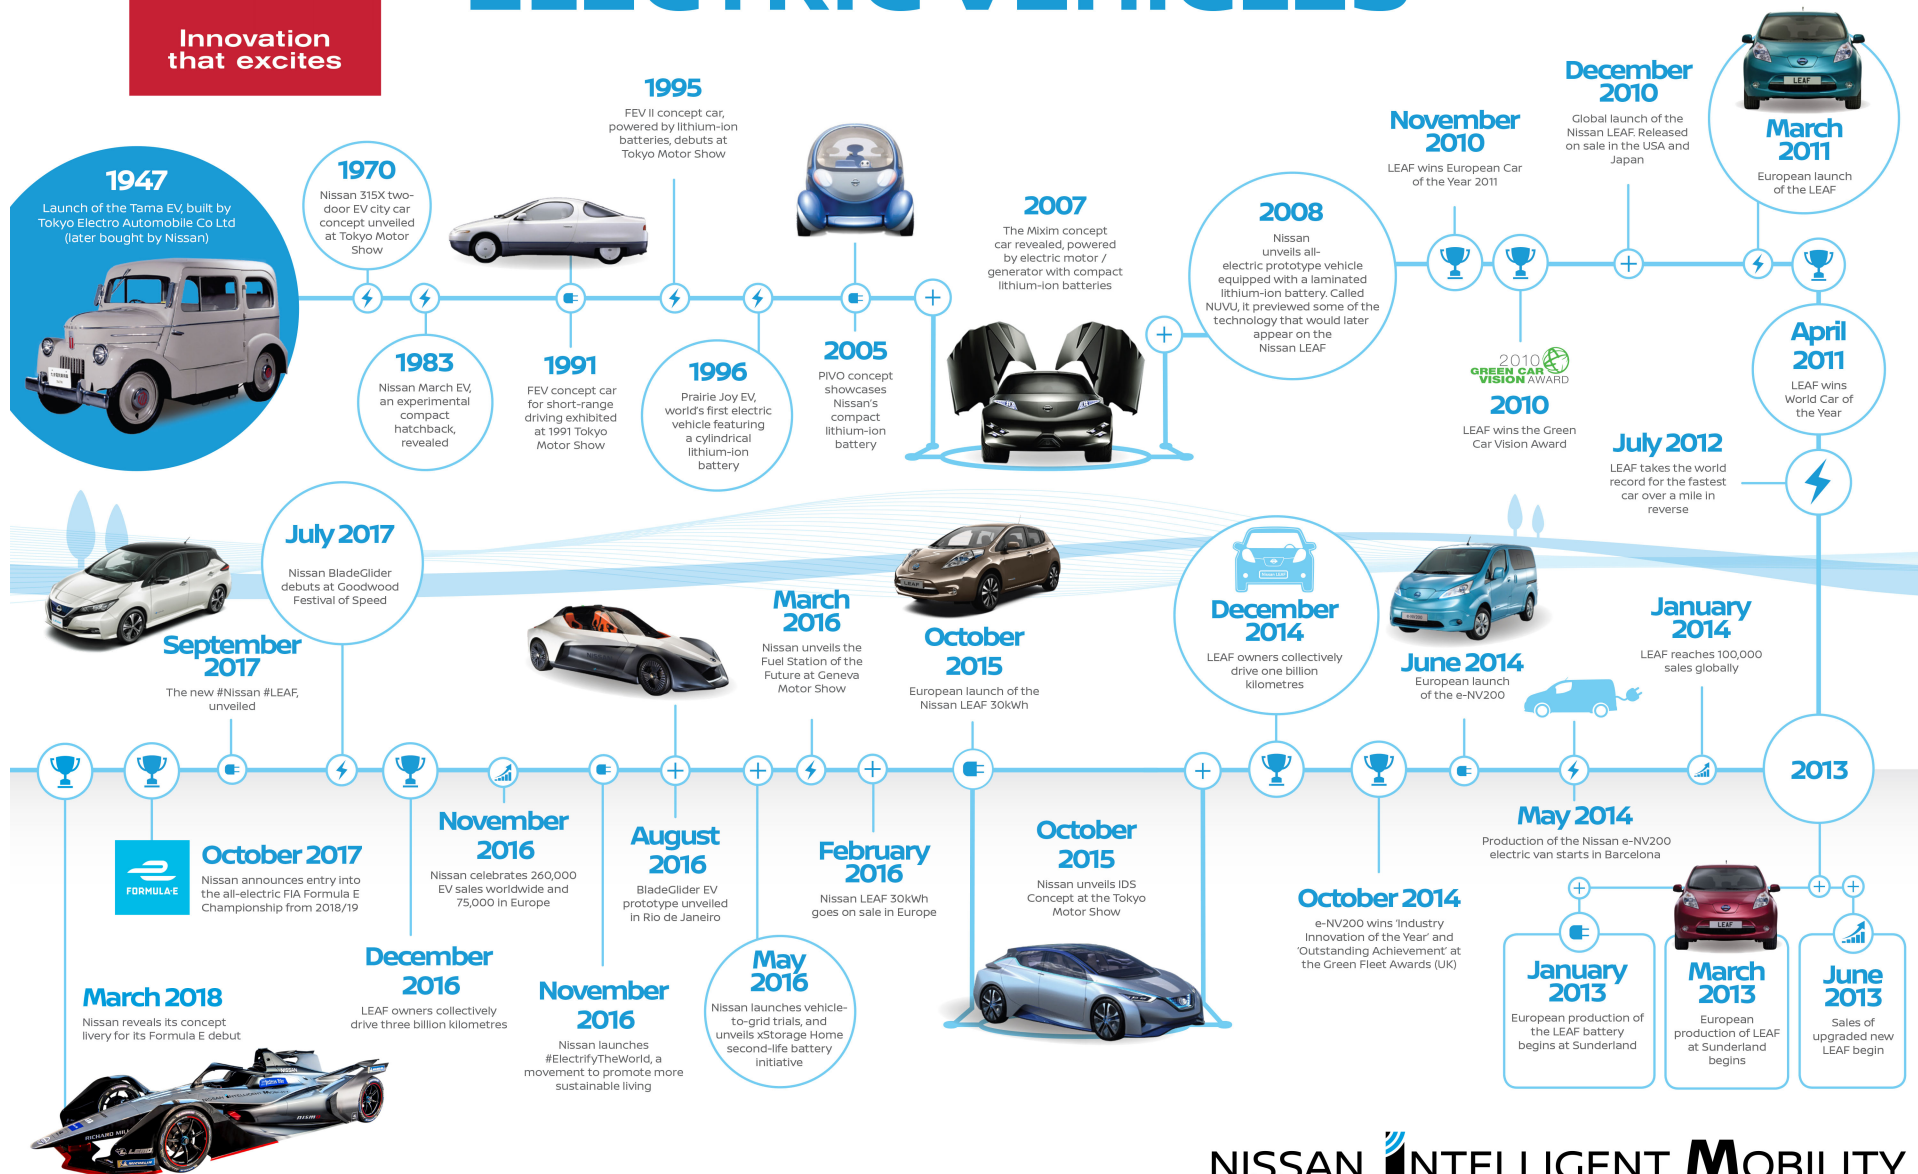 ELECTRIC VEHICLES
Innovation
that excites
1947
Launch of the Tama EV, built by
Tokyo Electro Automobile Co Ltd
(later bought by Nissan)
1970
Nissan 315X two-
door EV city car
concept unveiled
at Tokyo Motor
Show
1983
Nissan March EV,
an experimental
compact
hatchback,
revealed
1991
FEV concept car
for short-range
driving exhibited
at 1991 Tokyo
Motor Show
1995
FEV II concept car,
powered by lithium-ion
batteries, debuts at
Tokyo Motor Show
1996
Prairie Joy EV,
world's first electric
vehicle featuring
a cylindrical
lithium-ion
battery
2005
PIVO concept
showcases
Nissan's
compact
lithium-ion
battery
2007
The Mixim concept
car revealed, powered
by electric motor /
generator with compact
lithium-ion batteries
2008
Nissan
unveils all-
electric prototype vehicle
equipped with a laminated
lithium-ion battery. Called
NUVU, it previewed some of the
technology that would later
appear on the
Nissan LEAF
November
2010
LEAF wins European Car
of the Year 2011
2010
GREEN CAR
VISION AWARD
2010
LEAF wins the Green
Car Vision Award
December
2010
Global launch of the
Nissan LEAF. Released
on sale in the USA and
Japan
LEAF
March
2011
European launch
of the LEAF
April
2011
LEAF wins
World Car of
the Year
July 2012
LEAF takes the world
record for the fastest
car over a mile in
reverse
2013
January
2013
European production of
the LEAF battery
begins at Sunderland
LEAF
March
2013
European
production of LEAF
at Sunderland
begins
June
2013
Sales of
upgraded new
LEAF begin
January
2014
LEAF reaches 100,000
sales globally
May 2014
Production of the Nissan e-NV200
electric van starts in Barcelona
June 2014
European launch
of the e-NV200
October 2014
e-NV200 wins 'Industry
Innovation of the Year' and
'Outstanding Achievement' at
the Green Fleet Awards (UK)
Nissan LEAF
December
2014
LEAF owners collectively
drive one billion
kilometres
October
2015
Nissan unveils IDS
Concept at the Tokyo
Motor Show
LEAF
October
2015
European launch of the
Nissan LEAF 30kWh
February
2016
Nissan LEAF 30kWh
goes on sale in Europe
March
2016
Nissan unveils the
Fuel Station of the
Future at Geneva
Motor Show
May
2016
Nissan launches vehicle-
to-grid trials, and
unveils xStorage Home
second-life battery
initiative
August
2016
BladeGlider EV
prototype unveiled
in Rio de Janeiro
November
2016
Nissan launches
#ElectrifyTheWorld, a
movement to promote more
sustainable living
November
2016
Nissan celebrates 260,000
EV sales worldwide and
75,000 in Europe
December
2016
LEAF owners collectively
drive three billion kilometres
July 2017
Nissan BladeGlider
debuts at Goodwood
Festival of Speed
September
2017
The new #Nissan #LEAF,
unveiled
FORMULA-E
October 2017
Nissan announces entry into
the all-electric FIA Formula E
Championship from 2018/19
March 2018
Nissan reveals its concept
livery for its Formula E debut
NISSAN INTELLIGENT MOBILITY